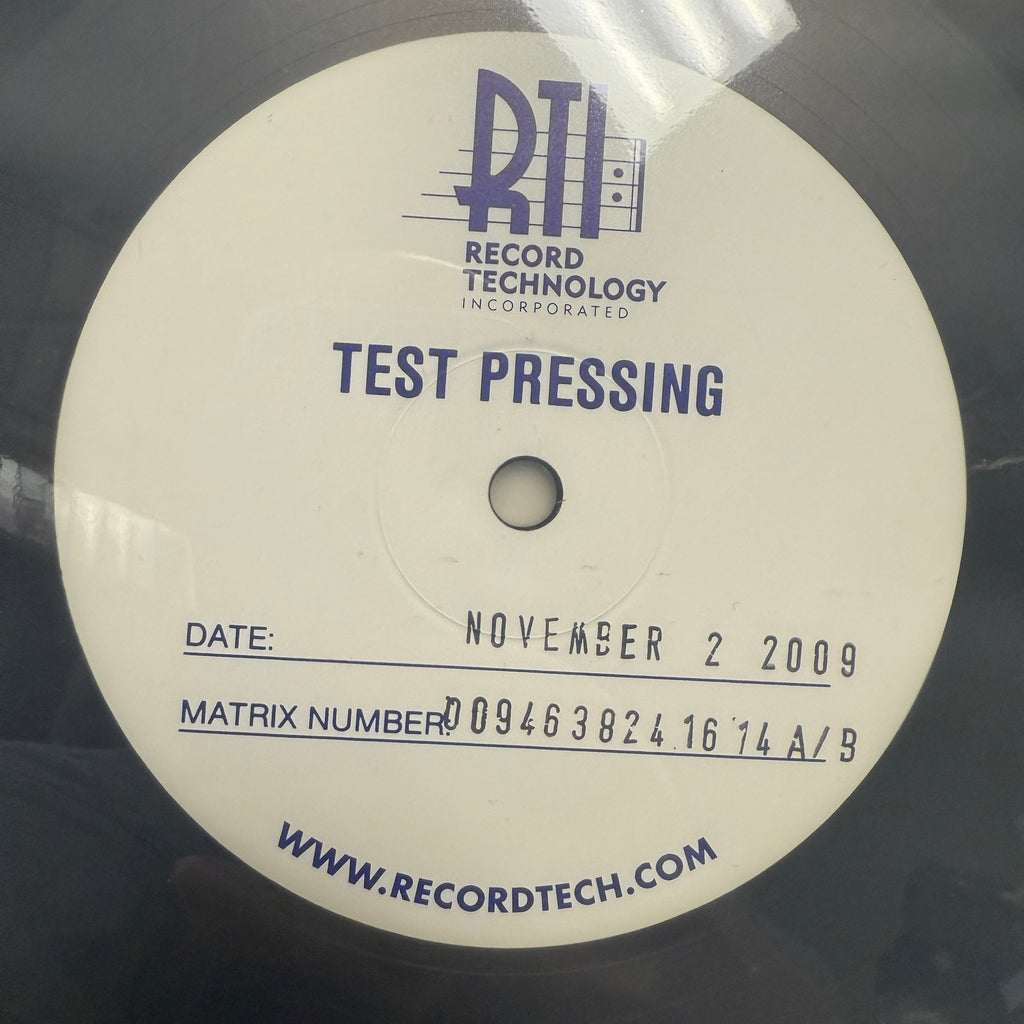 RTI
RECORD
TECHNOLOGY
INCORPORATED
TEST PRESSING
DATE: NOVEMBER 2 2009
MATRIX NUMBER: D09463824 16 14 A/B
WWW.RECORDTECH.COM